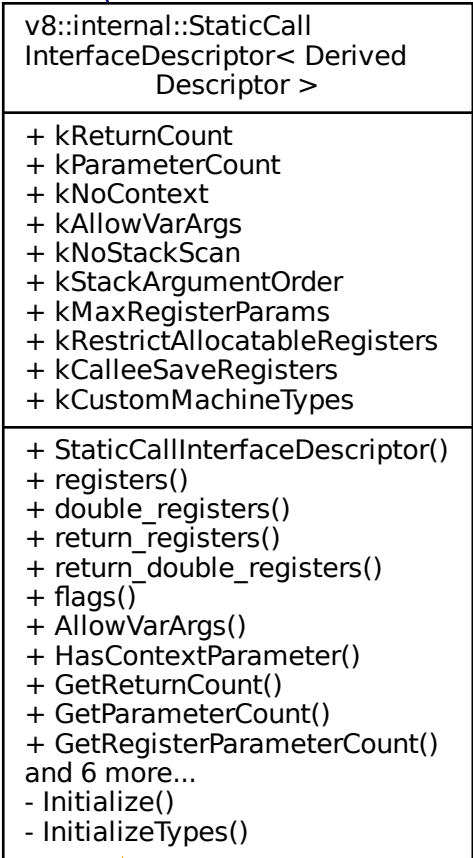 v8::internal::StaticCall
InterfaceDescriptor< Derived
Descriptor >
+ kReturnCount
+ kParameterCount
+ kNoContext
+ kAllowVarArgs
+ kNoStackScan
+ kStackArgumentOrder
+ kMaxRegisterParams
+ kRestrictAllocatableRegisters
+ kCalleeSaveRegisters
+ kCustomMachineTypes
+ StaticCallInterfaceDescriptor()
+ registers()
+ double_registers()
+ return_registers()
+ return_double_registers()
+ flags()
+ AllowVarArgs()
+ HasContextParameter()
+ GetReturnCount()
+ GetParameterCount()
+ GetRegisterParameterCount()
and 6 more...
- Initialize()
- InitializeTypes()